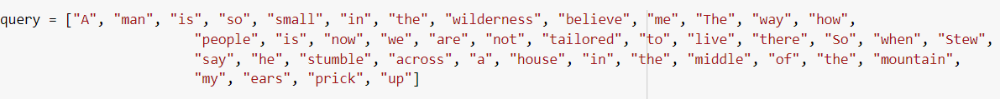 query = ["A", "man", "is", "so", "small", "in", "the", "wilderness", "believe", "me", "The", "way", "how",
"people", "is", "now", "we", "are", "not", "tailored", "to", "live", "there", "So", "when", "Stew",
"say", "he", "stumble", "across", "a", "house", "in", "the", "middle", "of", "the", "mountain",
"my", "ears", "prick", "up"]